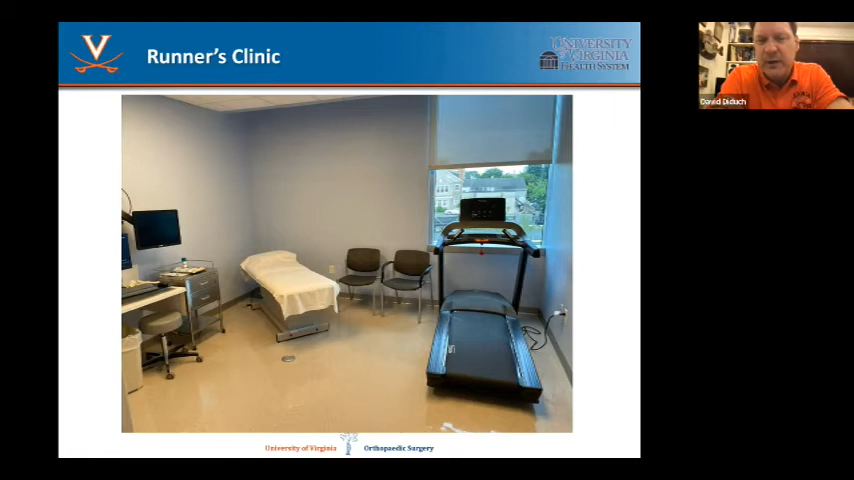 Runner's Clinic
UNIVERSITY
of VIRGINIA
HEALTH SYSTEM
David Diduch
University of Virginia
Orthopaedic Surgery